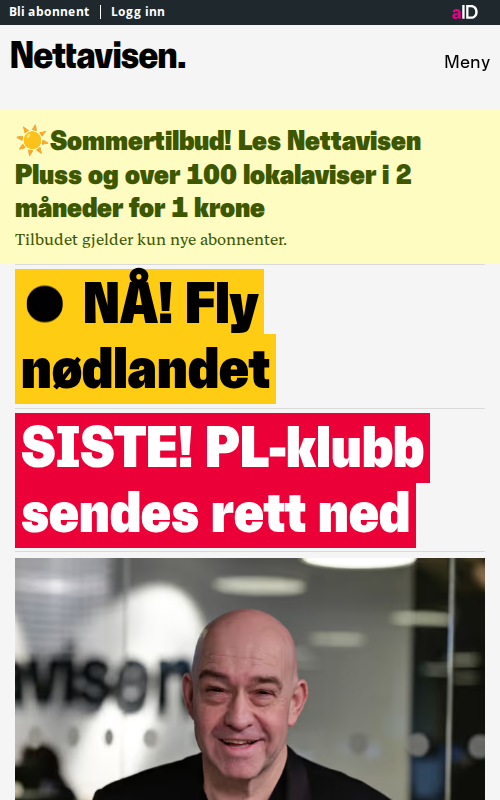 Bli abonnent | Logg inn
aID
Nettavisen.
Meny
☀️Sommertilbud! Les Nettavisen
Pluss og over 100 lokalaviser i 2
måneder for 1 krone
Tilbudet gjelder kun nye abonnenter.
● NÅ! Fly
nødlandet
SISTE! PL-klubb
sendes rett ned
avisen